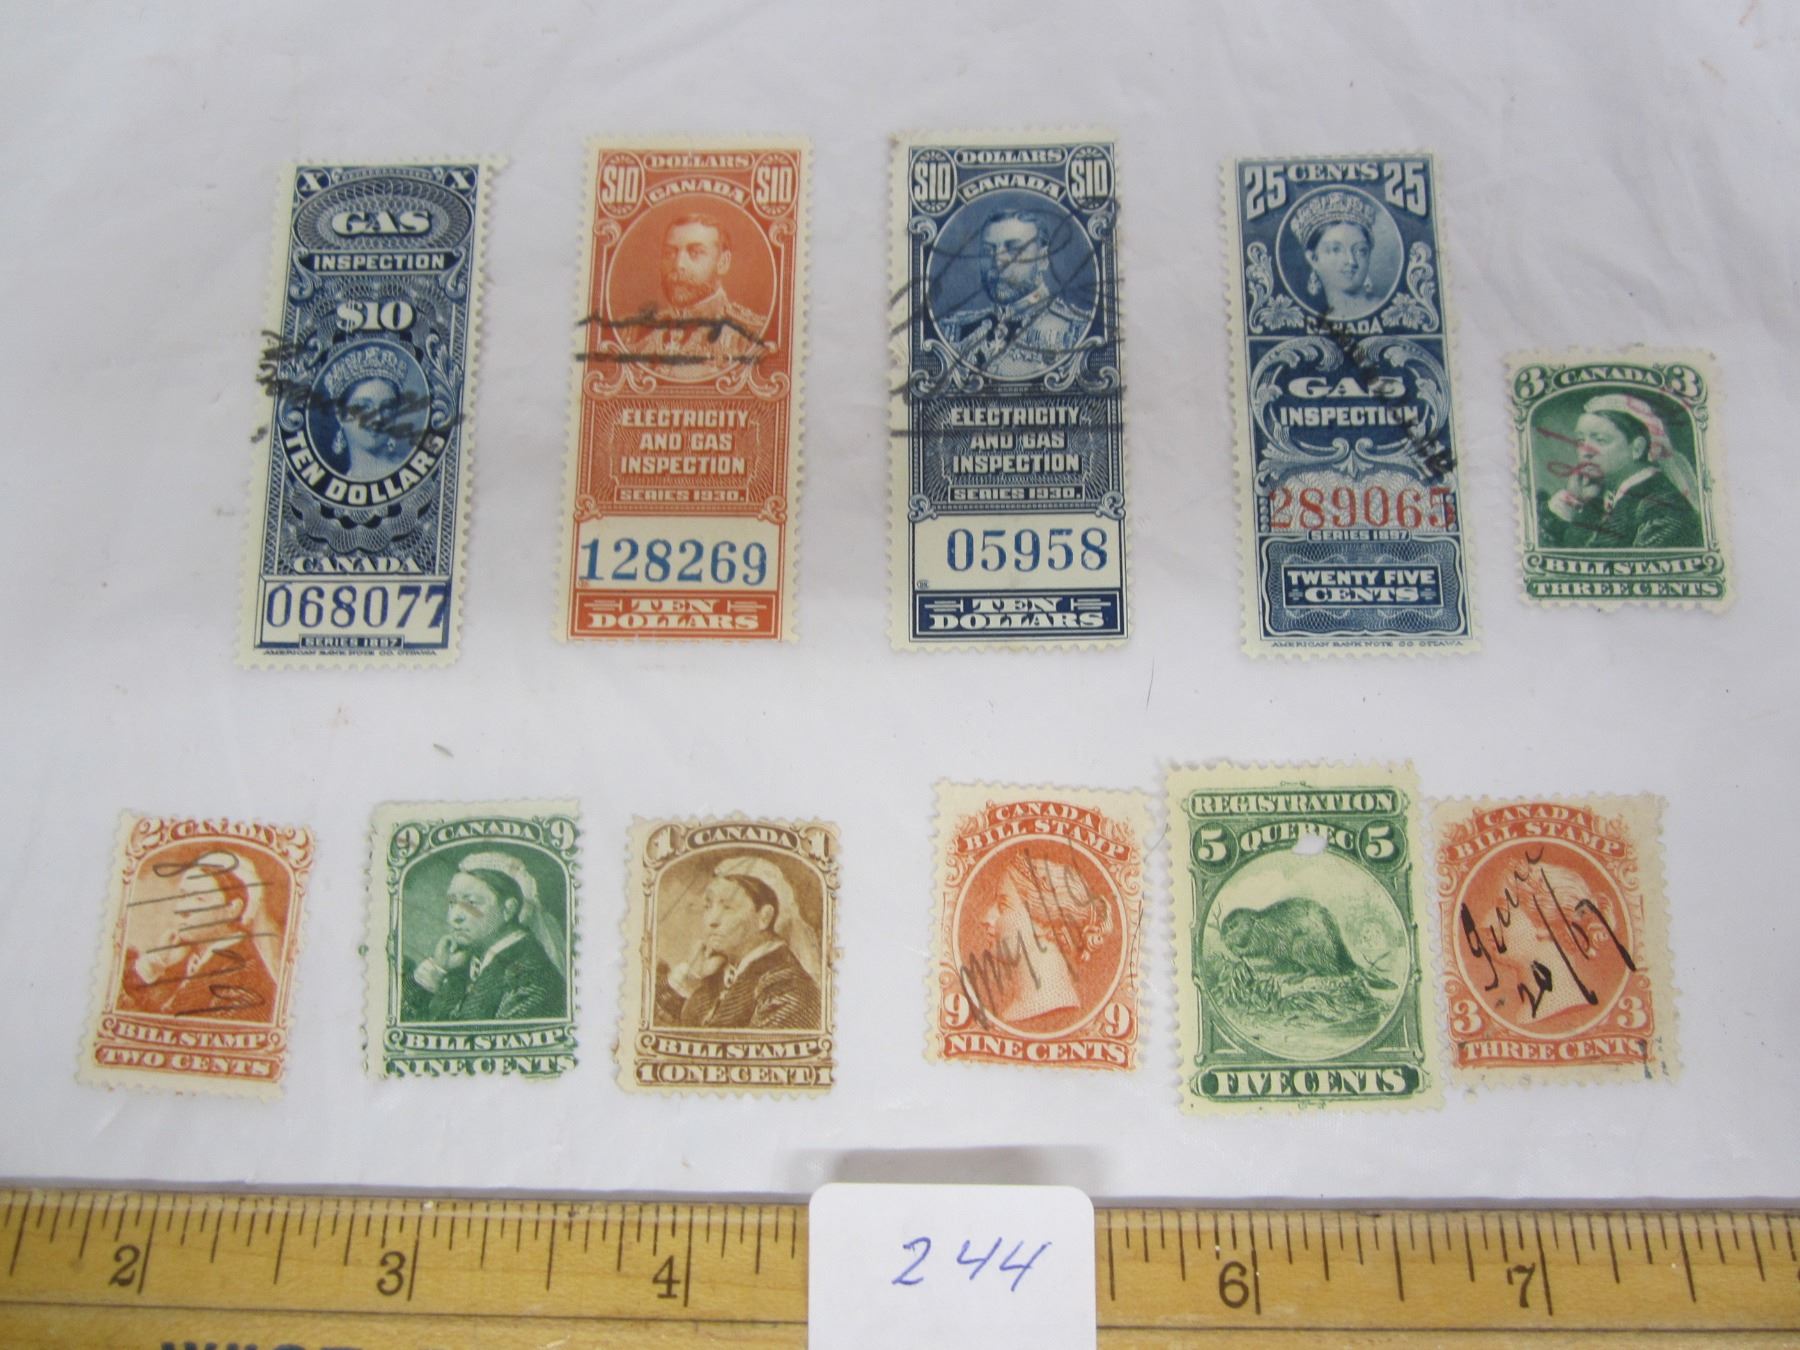 X X
GAS
INSPECTION
$10
TEN DOLLARS
CANADA
068077
SERIES 1897
AMERICAN BANK NOTE CO. OTTAWA
DOLLARS
$10 $10
CANADA
ELECTRICITY
AND GAS
INSPECTION
SERIES 1930.
128269
TEN
DOLLARS
DOLLARS
$10 $10
CANADA
ELECTRICITY
AND GAS
INSPECTION
SERIES 1930.
05958
TEN
DOLLARS
25 CENTS 25
CANADA
GAS
INSPECTION
289065
SERIES 1897
TWENTY FIVE
CENTS
AMERICAN BANK NOTE CO OTTAWA
3 CANADA 3
BILL STAMP
THREE CENTS
2 CANADA 2
BILL STAMP
TWO CENTS
9 CANADA 9
BILL STAMP
NINE CENTS
1 CANADA 1
BILL STAMP
1 ONE CENT 1
CANADA
BILL STAMP
9 9
NINE CENTS
REGISTRATION
5 QUEBEC 5
FIVE CENTS
CANADA
BILL STAMP
20/67
3 3
THREE CENTS
2 3 4 6 7
244